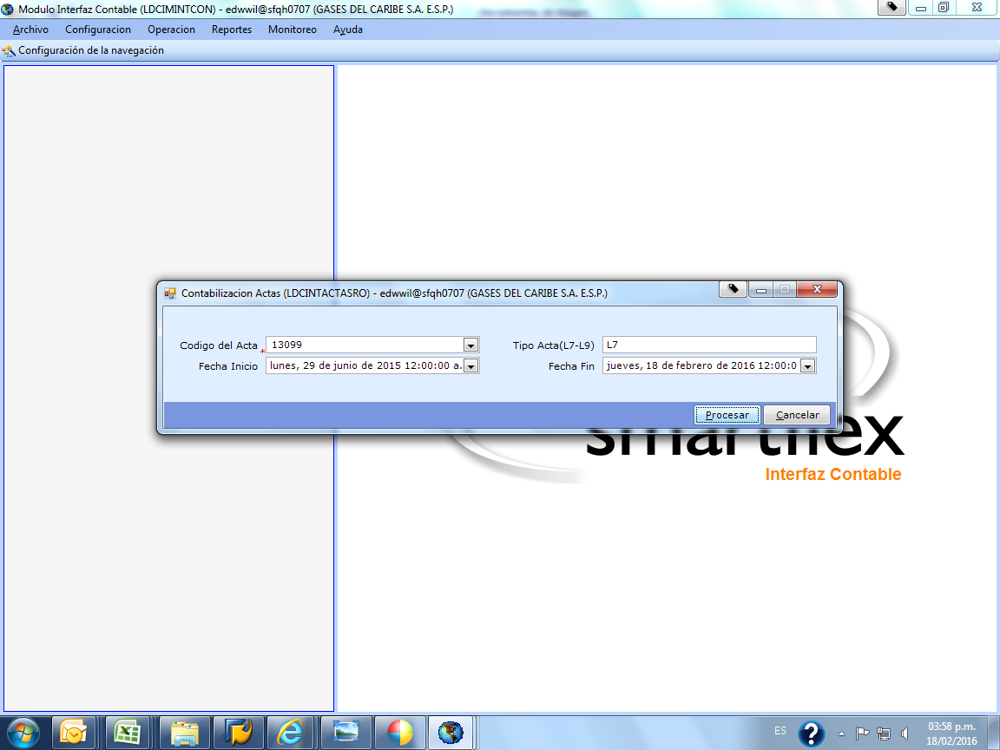 Modulo Interfaz Contable (LDCIMINTCON) - edwwil@sfqh0707 (GASES DEL CARIBE S.A. E.S.P.)
Archivo Configuracion Operacion Reportes Monitoreo Ayuda
Configuración de la navegación
Contabilizacion Actas (LDCINTACTASRO) - edwwil@sfqh0707 (GASES DEL CARIBE S.A. E.S.P.)
Codigo del Acta * 13099 Tipo Acta(L7-L9) L7
Fecha Inicio lunes, 29 de junio de 2015 12:00:00 a. Fecha Fin jueves, 18 de febrero de 2016 12:00:0
Procesar Cancelar
smartflex
Interfaz Contable
ES
03:58 p.m.
18/02/2016